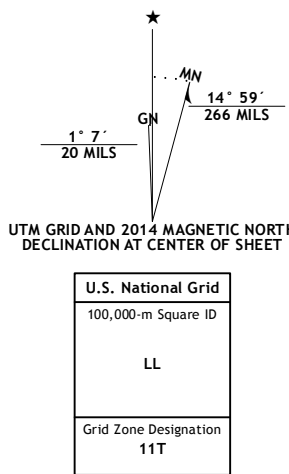 MN
GN
14° 59´
266 MILS
1° 7´
20 MILS
UTM GRID AND 2014 MAGNETIC NORTH
DECLINATION AT CENTER OF SHEET
U.S. National Grid
100,000-m Square ID
LL
Grid Zone Designation
11T